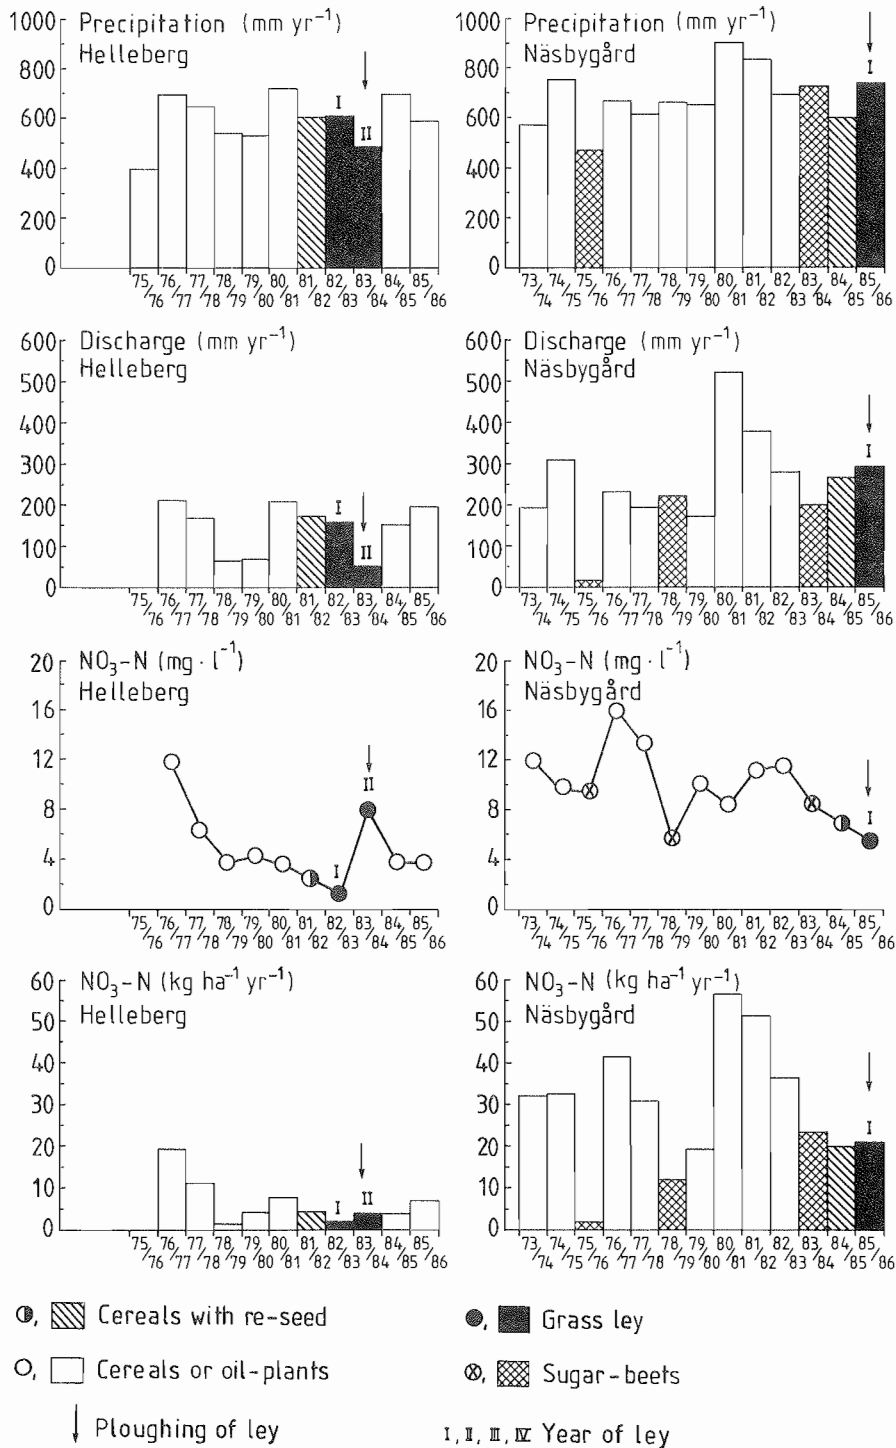 Precipitation (mm yr⁻¹)
Helleberg
1000
800
600
400
200
0
I
II
75/76 76/77 77/78 78/79 79/80 80/81 81/82 82/83 83/84 84/85 85/86
Precipitation (mm yr⁻¹)
Näsbygård
1000
800
600
400
200
0
I
73/74 74/75 75/76 76/77 77/78 78/79 79/80 80/81 81/82 82/83 83/84 84/85 85/86
Discharge (mm yr⁻¹)
Helleberg
600
500
400
300
200
100
0
I
II
75/76 76/77 77/78 78/79 79/80 80/81 81/82 82/83 83/84 84/85 85/86
Discharge (mm yr⁻¹)
Näsbygård
600
500
400
300
200
100
0
I
73/74 74/75 75/76 76/77 77/78 78/79 79/80 80/81 81/82 82/83 83/84 84/85 85/86
NO₃-N (mg · l⁻¹)
Helleberg
20
16
12
8
4
0
II
I
75/76 76/77 77/78 78/79 79/80 80/81 81/82 82/83 83/84 84/85 85/86
NO₃-N (mg · l⁻¹)
Näsbygård
20
16
12
8
4
0
I
73/74 74/75 75/76 76/77 77/78 78/79 79/80 80/81 81/82 82/83 83/84 84/85 85/86
NO₃-N (kg ha⁻¹ yr⁻¹)
Helleberg
60
50
40
30
20
10
0
I
II
75/76 76/77 77/78 78/79 79/80 80/81 81/82 82/83 83/84 84/85 85/86
NO₃-N (kg ha⁻¹ yr⁻¹)
Näsbygård
60
50
40
30
20
10
0
I
73/74 74/75 75/76 76/77 77/78 78/79 79/80 80/81 81/82 82/83 83/84 84/85 85/86
Cereals with re-seed
Grass ley
Cereals or oil-plants
Sugar-beets
Ploughing of ley
I, II, III, IV Year of ley